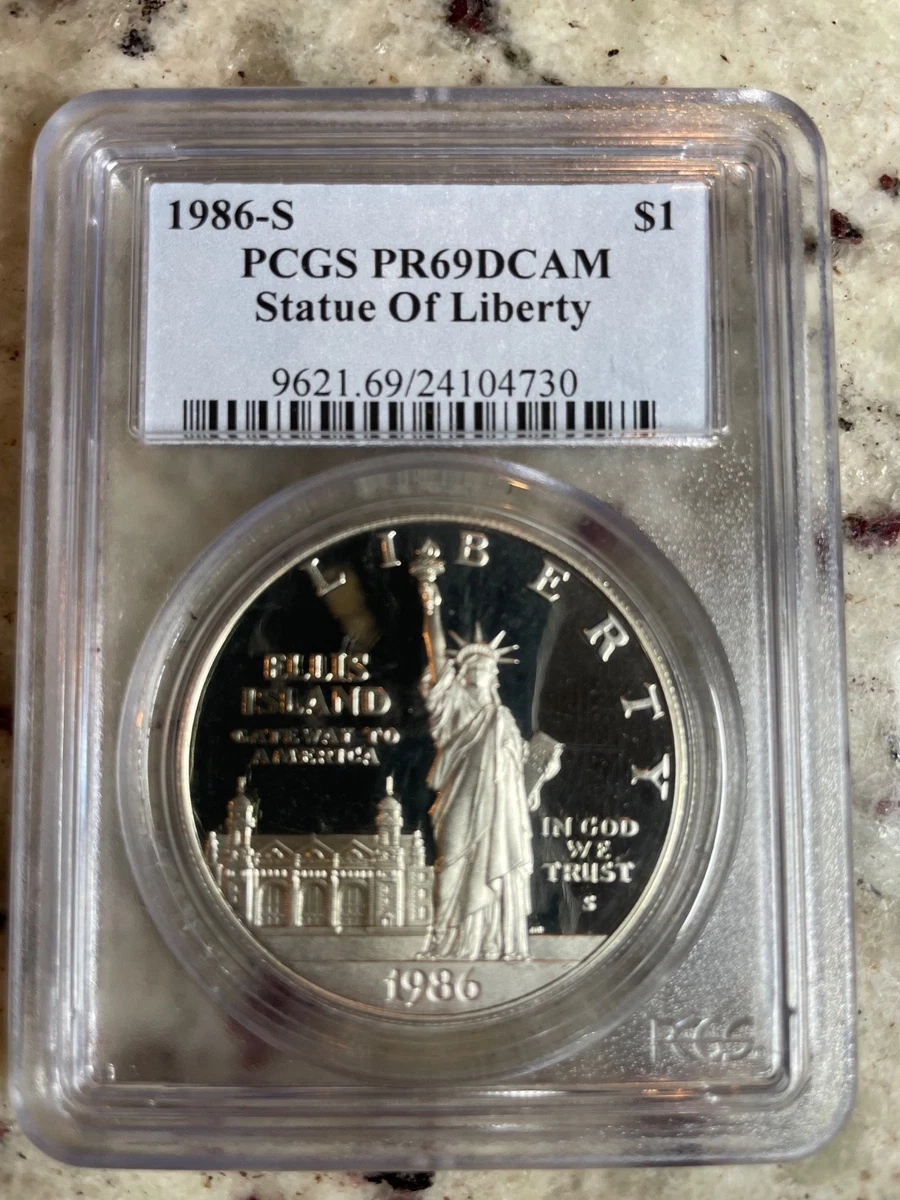 1986-S $1
PCGS PR69DCAM
Statue Of Liberty
9621.69/24104730
LIBERTY
ELLIS
ISLAND
GATEWAY TO
AMERICA
IN GOD
WE
TRUST
S
1986
PCGS